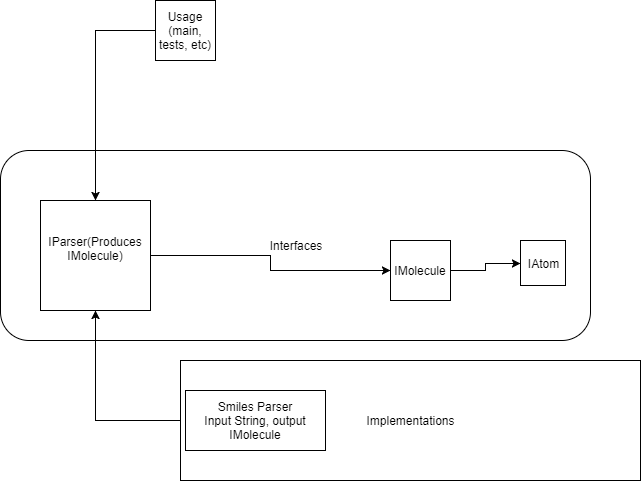 Usage
(main,
tests, etc)
IParser(Produces
IMolecule)
Interfaces
IMolecule
IAtom
Smiles Parser
Input String, output
IMolecule
Implementations